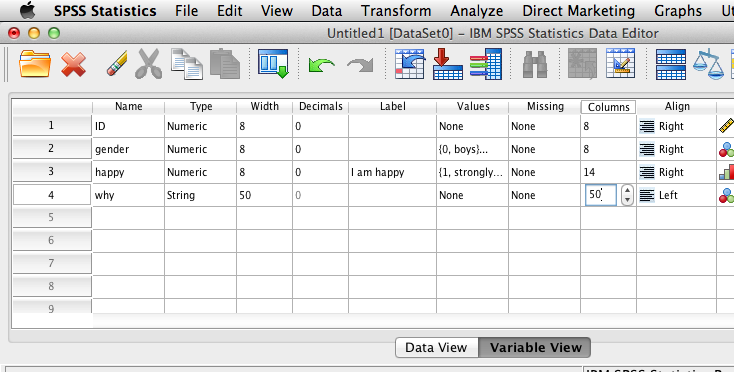 SPSS Statistics File Edit View Data Transform Analyze Direct Marketing Graphs
Untitled1 [DataSet0] – IBM SPSS Statistics Data Editor
Name Type Width Decimals Label Values Missing Columns Align
1 ID Numeric 8 0 None None 8 Right
2 gender Numeric 8 0 {0, boys}... None 8 Right
3 happy Numeric 8 0 I am happy {1, strongly... None 14 Right
4 why String 50 0 None None 50 Left
5
6
7
8
9
Data View Variable View